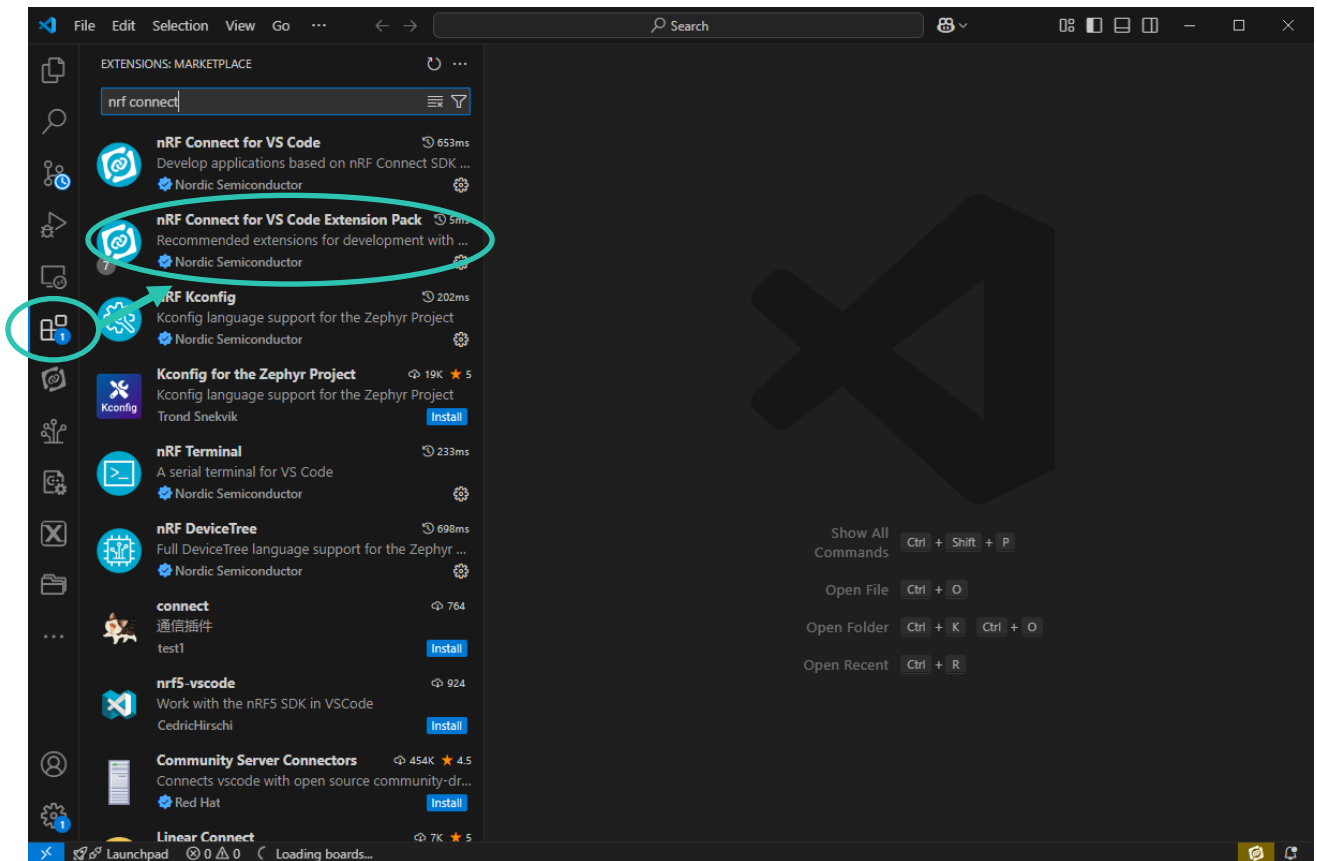 File Edit Selection View Go ··· Search
EXTENSIONS: MARKETPLACE
nrf connect
nRF Connect for VS Code 653ms
Develop applications based on nRF Connect SDK ...
Nordic Semiconductor
nRF Connect for VS Code Extension Pack 5ms
Recommended extensions for development with ...
7 Nordic Semiconductor
nRF Kconfig 202ms
Kconfig language support for the Zephyr Project
Nordic Semiconductor
1
Kconfig for the Zephyr Project 19K ★ 5
Kconfig language support for the Zephyr Project
Kconfig Trond Snekvik Install
nRF Terminal 233ms
A serial terminal for VS Code
Nordic Semiconductor
nRF DeviceTree 698ms
Full DeviceTree language support for the Zephyr ...
Nordic Semiconductor
connect 764
通信插件
test1 Install
nrf5-vscode 924
Work with the nRF5 SDK in VSCode
CedricHirschi Install
Community Server Connectors 454K ★ 4.5
Connects vscode with open source community-dr...
Red Hat Install
1
Linear Connect 7K ★ 5
Show All Commands Ctrl + Shift + P
Open File Ctrl + O
Open Folder Ctrl + K Ctrl + O
Open Recent Ctrl + R
Launchpad 0 0 Loading boards...